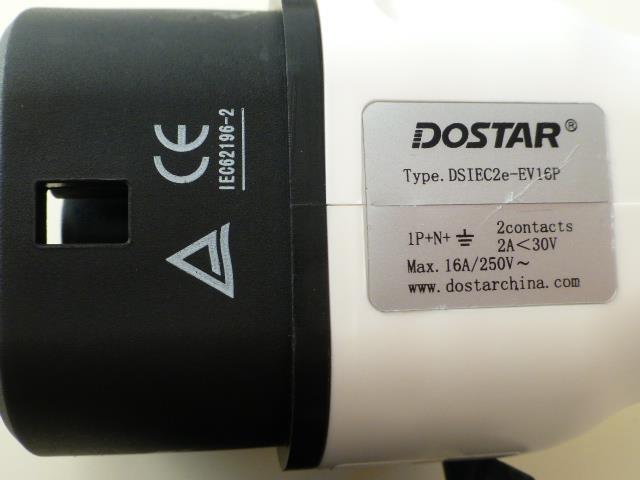 CE
IEC62196-2
DOSTAR®
Type. DSIEC2e-EV16P
1P+N+⏚ 2contacts
2A<30V
Max. 16A/250V~
www.dostarchina.com